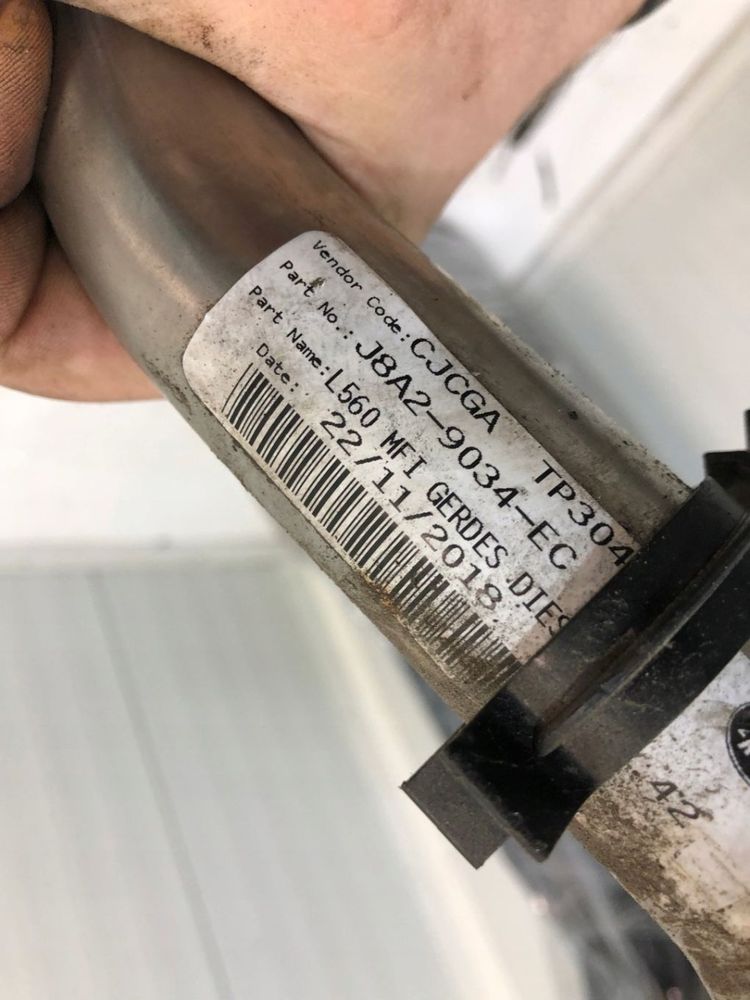 Vendor Code: CJCGA TP304
Part No.: J8A2-9034-EC
Part Name: L560 MFI GERDES DIES
Date: 22/11/2018
42